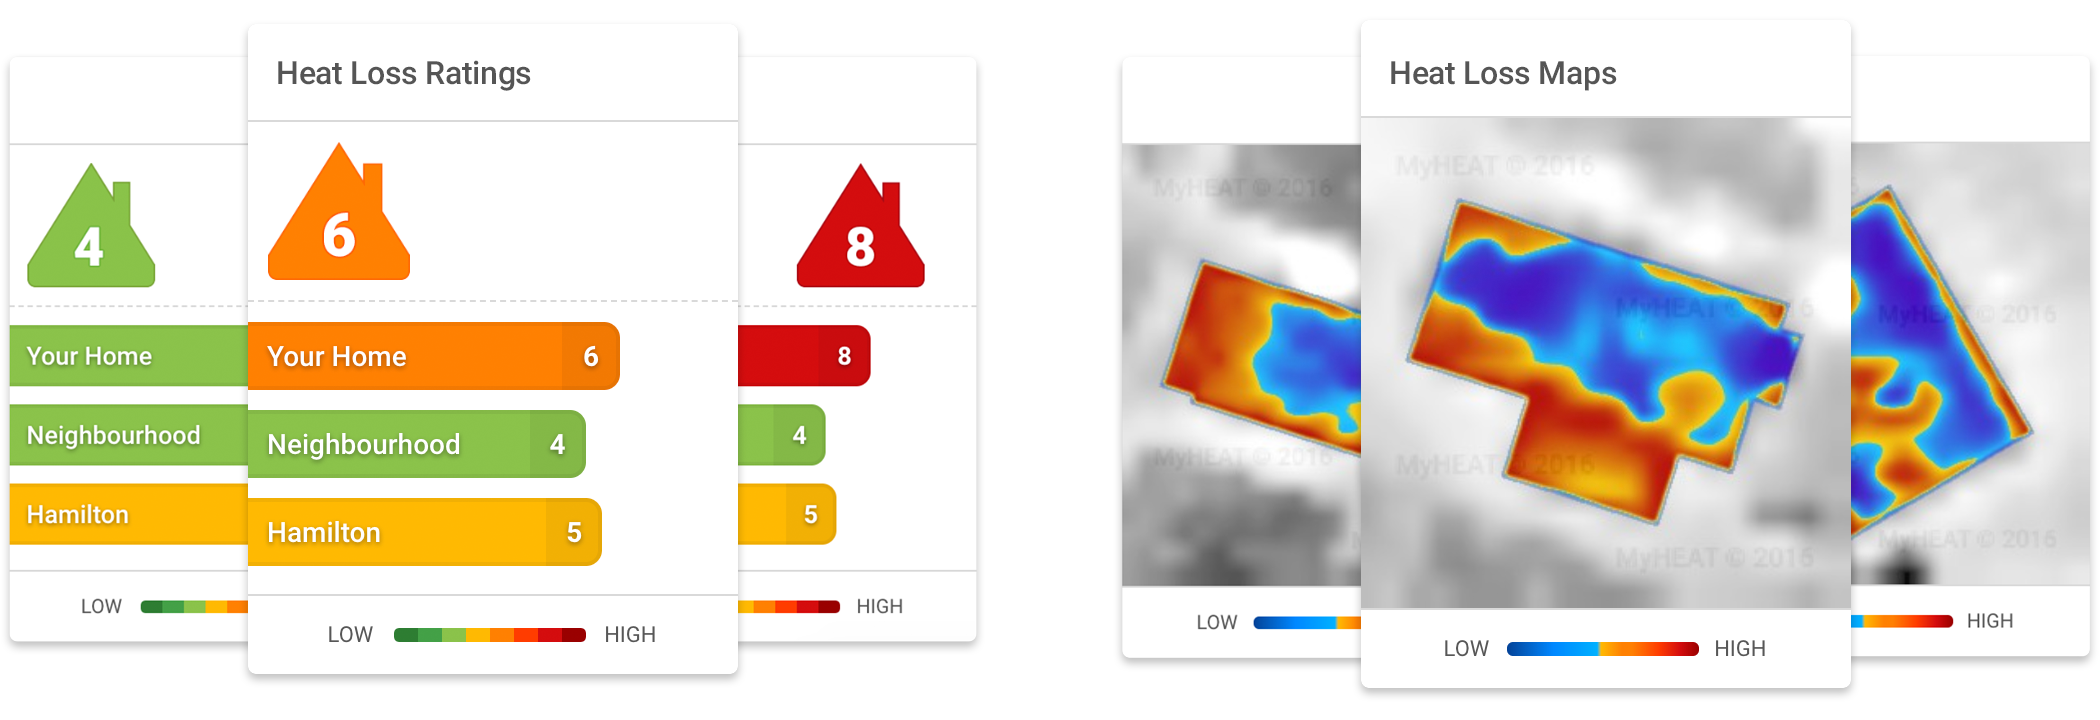 Heat Loss Ratings
4
6
8
Your Home
Your Home 6
8
Neighbourhood
Neighbourhood 4
4
Hamilton
Hamilton 5
5
LOW
LOW HIGH
HIGH
Heat Loss Maps
MyHEAT © 2016
MyHEAT © 2016
MyHEAT © 2016
MyHEAT © 2016
MyHEAT © 2016
MyHEAT © 2016
MyHEAT © 2016
MyHEAT © 2016
MyHEAT © 2016
LOW
LOW HIGH
HIGH